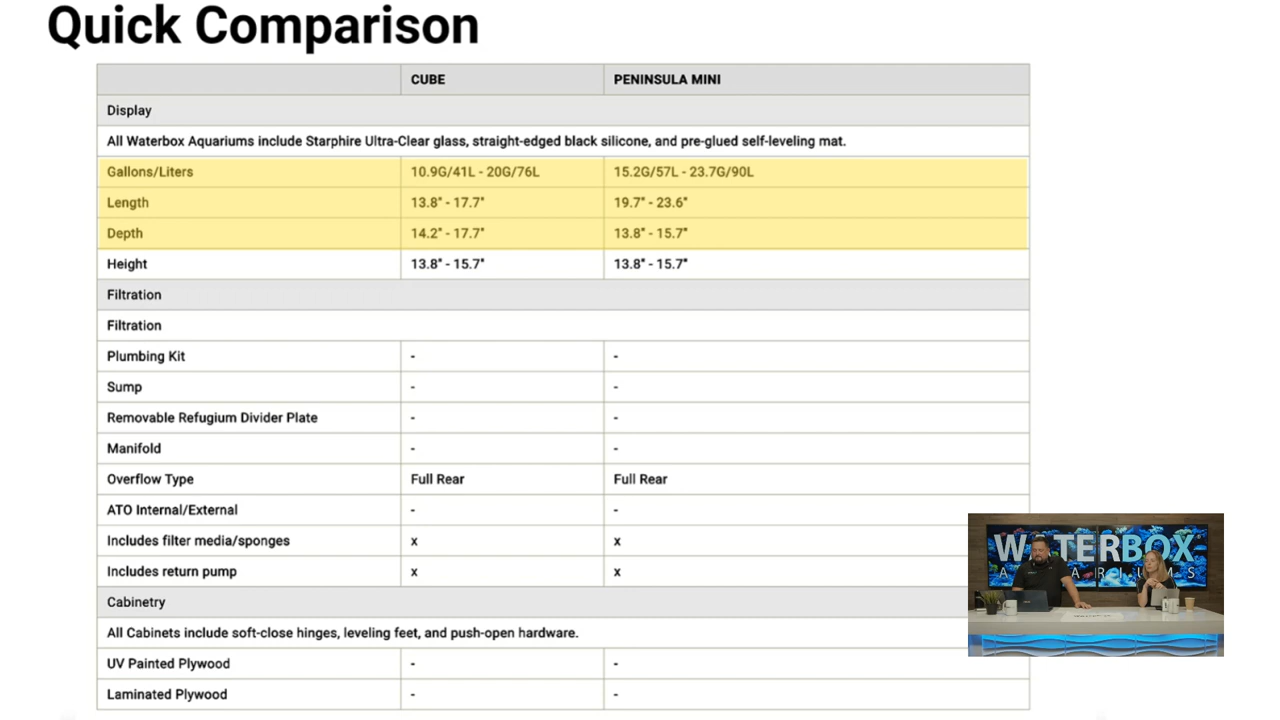 Quick Comparison
CUBE PENINSULA MINI
Display
All Waterbox Aquariums include Starphire Ultra-Clear glass, straight-edged black silicone, and pre-glued self-leveling mat.
Gallons/Liters 10.9G/41L - 20G/76L 15.2G/57L - 23.7G/90L
Length 13.8" - 17.7" 19.7" - 23.6"
Depth 14.2" - 17.7" 13.8" - 15.7"
Height 13.8" - 15.7" 13.8" - 15.7"
Filtration
Filtration
Plumbing Kit - -
Sump - -
Removable Refugium Divider Plate - -
Manifold - -
Overflow Type Full Rear Full Rear
ATO Internal/External - -
Includes filter media/sponges x x
Includes return pump x x
Cabinetry
All Cabinets include soft-close hinges, leveling feet, and push-open hardware.
UV Painted Plywood - -
Laminated Plywood - -
WATERBOX